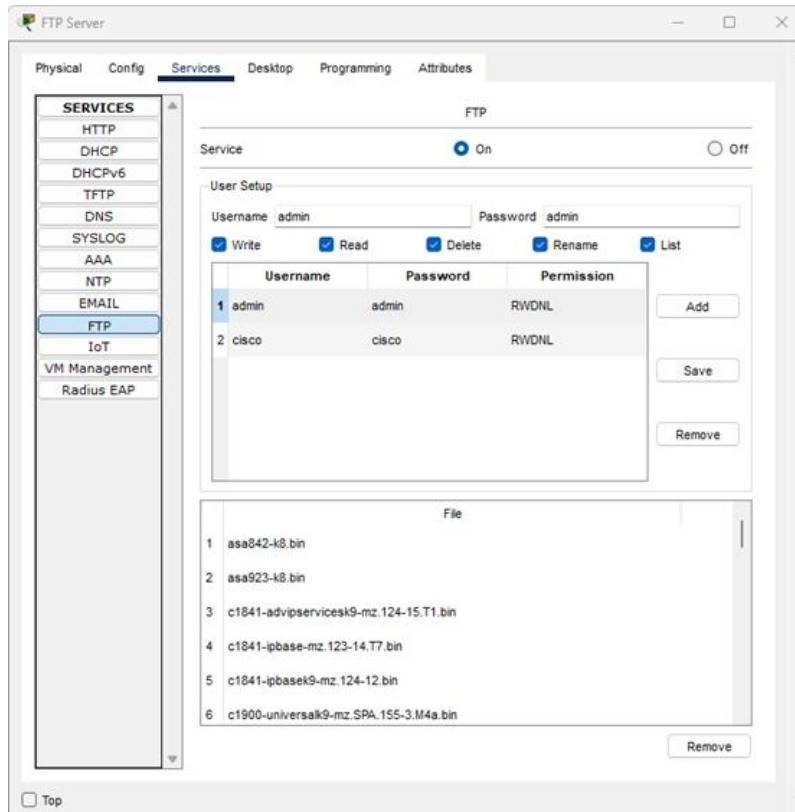 FTP Server
Physical Config Services Desktop Programming Attributes
SERVICES
HTTP
DHCP
DHCPv6
TFTP
DNS
SYSLOG
AAA
NTP
EMAIL
FTP
IoT
VM Management
Radius EAP
FTP
Service On Off
User Setup
Username admin Password admin
Write Read Delete Rename List
Username Password Permission
1 admin admin RWDNL
2 cisco cisco RWDNL
Add
Save
Remove
File
1 asa842-k8.bin
2 asa923-k8.bin
3 c1841-advipservicesk9-mz.124-15.T1.bin
4 c1841-ipbase-mz.123-14.T7.bin
5 c1841-ipbasek9-mz.124-12.bin
6 c1900-universalk9-mz.SPA.155-3.M4a.bin
Remove
Top